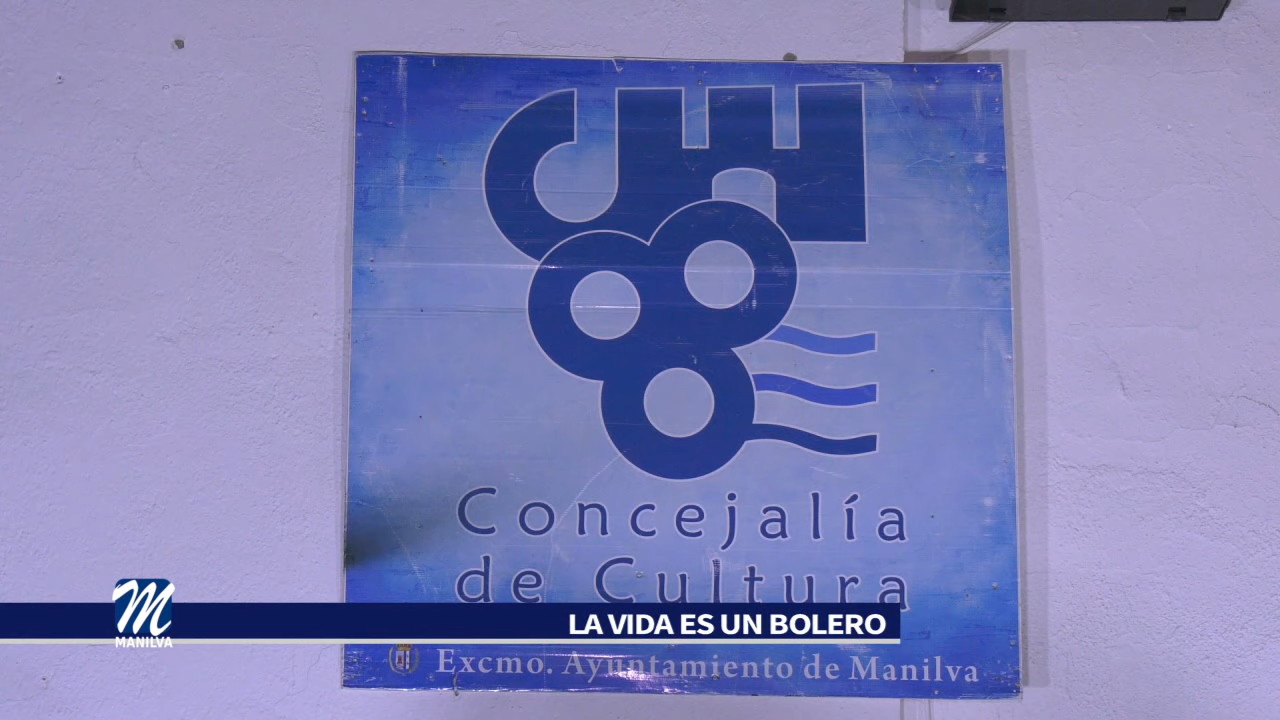 Concejalía
de Cultura
LA VIDA ES UN BOLERO
MANILVA
Excmo. Ayuntamiento de Manilva